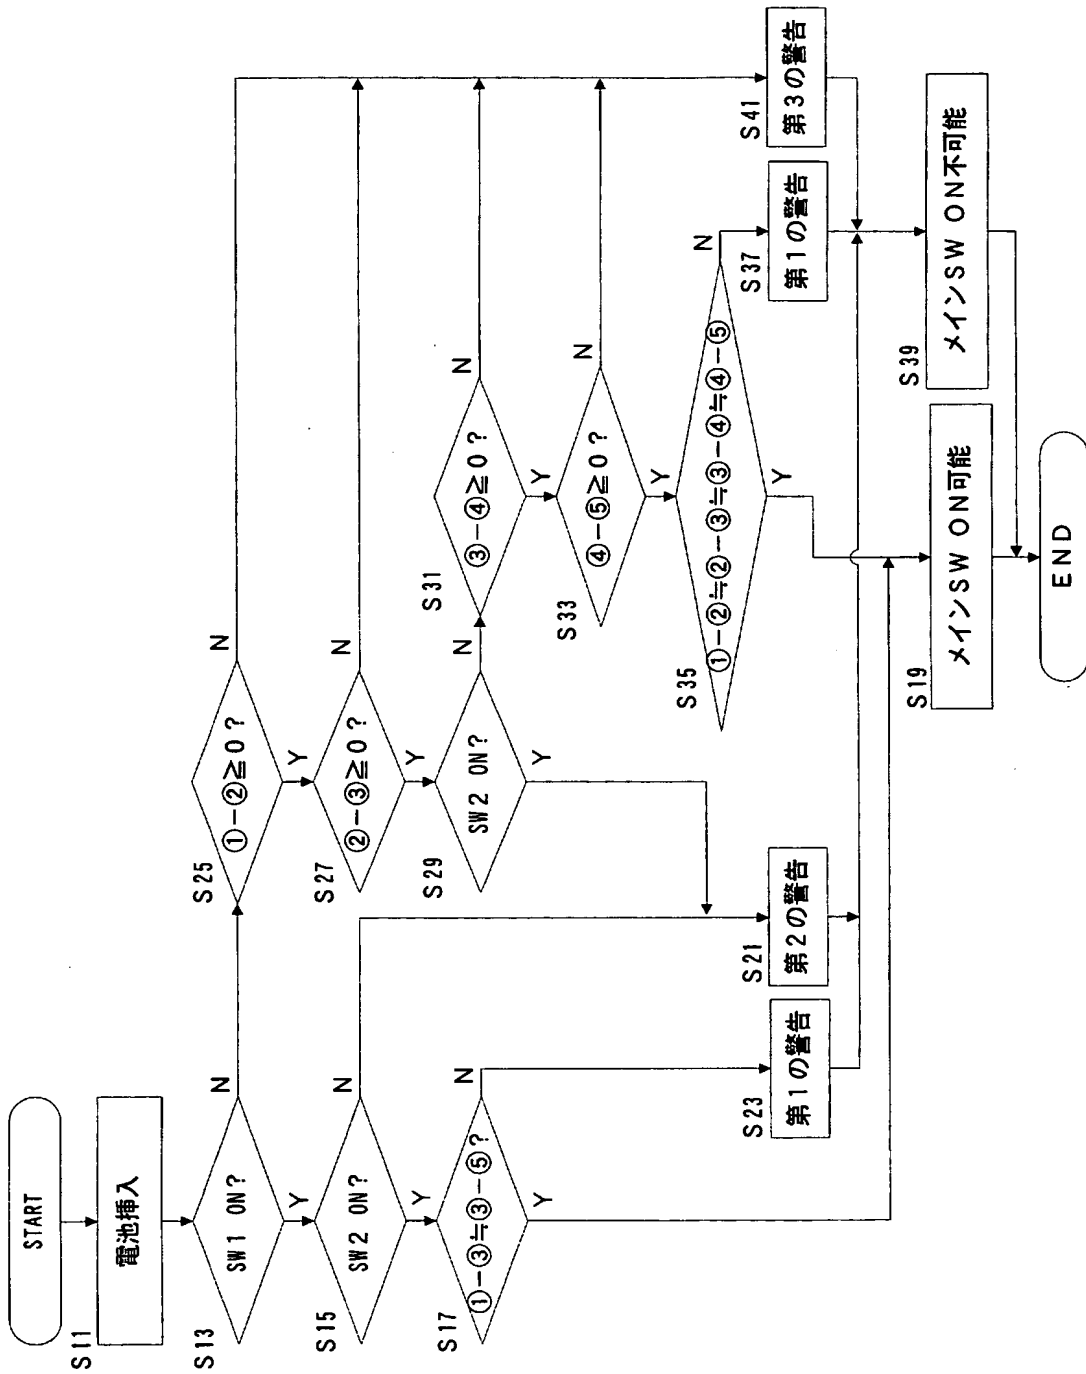 START
S11
電池挿入
S13
SW1 ON?
N
Y
S15
SW2 ON?
N
Y
S17
①-③≒③-⑤?
N
Y
S23
第1の警告
S21
第2の警告
S25
①-②≧0?
N
Y
S27
②-③≧0?
N
Y
S29
SW2 ON?
N
Y
S31
③-④≧0?
N
Y
S33
④-⑤≧0?
N
Y
S35
①-②≒②-③≒③-④≒④-⑤
N
Y
S37
第1の警告
S41
第3の警告
S19
メインSW ON可能
S39
メインSW ON不可能
END